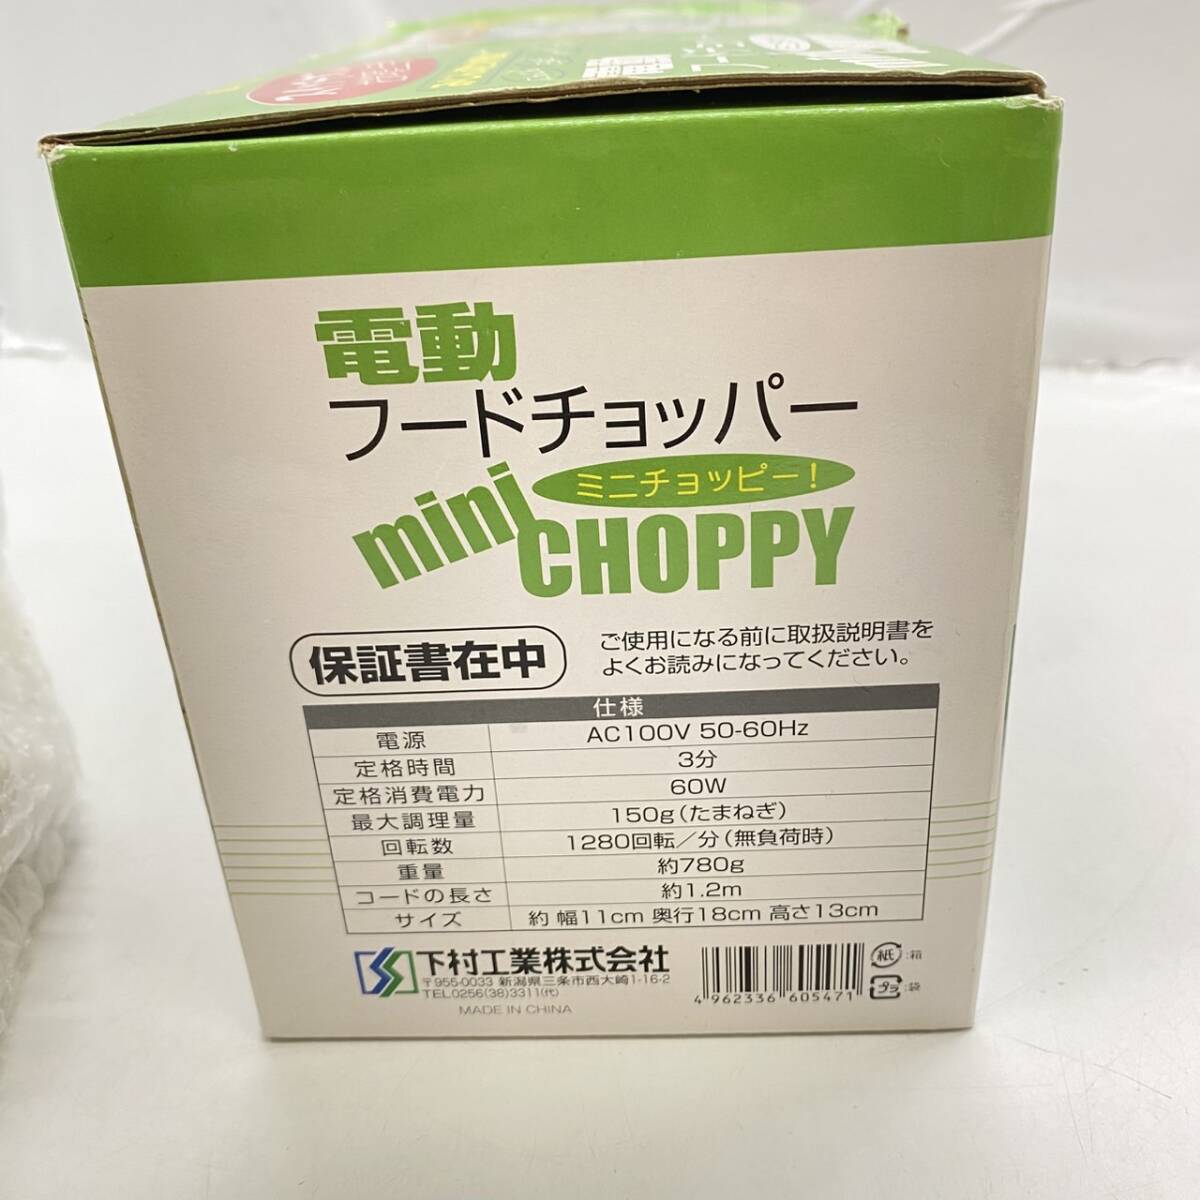 電動
フードチョッパー
ミニチョッピー!
mini
CHOPPY
保証書在中
ご使用になる前に取扱説明書を
よくお読みになってください。
仕様
電源 AC100V 50-60Hz
定格時間 3分
定格消費電力 60W
最大調理量 150g(たまねぎ)
回転数 1280回転／分(無負荷時)
重量 約780g
コードの長さ 約1.2m
サイズ 約 幅11cm 奥行18cm 高さ13cm
下村工業株式会社
〒955-0033 新潟県三条市西大崎1-16-2
TEL0256(38)3311(代)
MADE IN CHINA
4 962336 605471
紙 :箱
プラ :袋